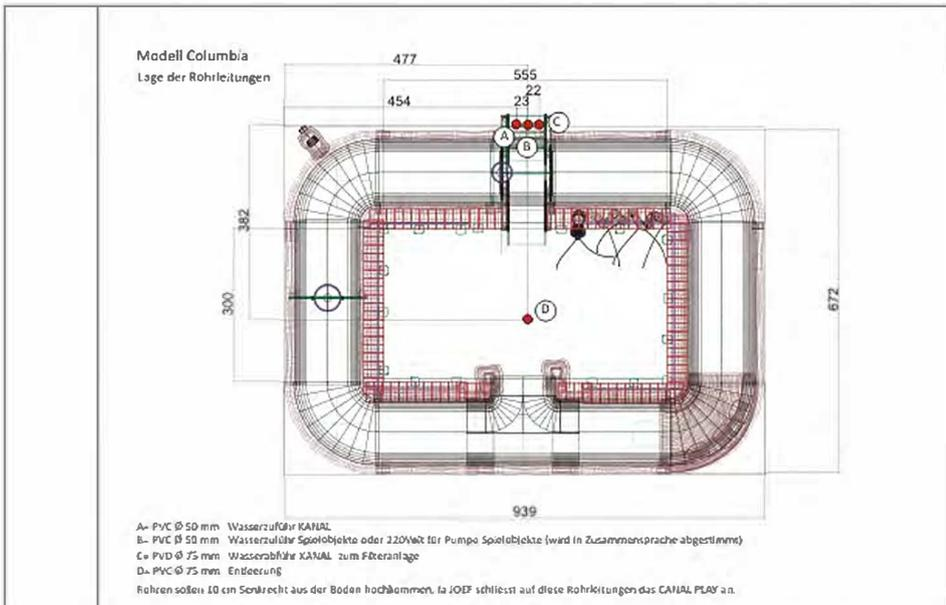 Modell Columbia
Lage der Rohrleitungen
477
555
22
23
454
C
A
B
382
300
672
D
939
A= PVC Ø 50 mm Wasserzuführ KANAL
B= PVC Ø 50 mm Wasserzuführ Spielobjekte oder 220Volt für Pumpe Spielobjekte (wird in Zusammensprache abgestimmt)
C= PVD Ø 75 mm Wasserabführ KANAL zum Filteranlage
D= PVC Ø 75 mm Entleerung
Rohren sollen 10 cm Senkrecht aus der Boden hochkommen, fa JOEF schliesst auf diese Rohrleitungen das CANAL PLAY an.